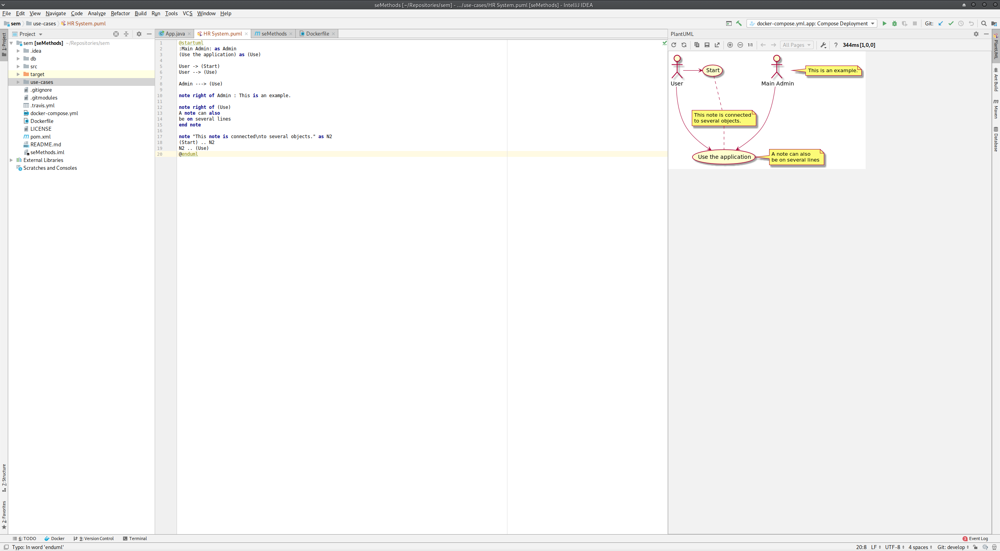 seMethods [~/Repositories/sem] - .../use-cases/HR System.puml [seMethods] - IntelliJ IDEA
File Edit View Navigate Code Analyze Refactor Build Run Tools VCS Window Help
sem use-cases HR System.puml
docker-compose.yml.app: Compose Deployment
Git:
1: Project
Project
sem [seMethods] ~/Repositories/sem
.idea
db
src
target
use-cases
.gitignore
.gitmodules
.travis.yml
docker-compose.yml
Dockerfile
LICENSE
pom.xml
README.md
seMethods.iml
External Libraries
Scratches and Consoles
7: Structure
2: Favorites
App.java HR System.puml seMethods Dockerfile
1 @startuml
2 :Main Admin: as Admin
3 (Use the application) as (Use)
4
5 User -> (Start)
6 User --> (Use)
7
8 Admin ---> (Use)
9
10 note right of Admin : This is an example.
11
12 note right of (Use)
13 A note can also
14 be on several lines
15 end note
16
17 note "This note is connected\nto several objects." as N2
18 (Start) .. N2
19 N2 .. (Use)
20 @enduml
PlantUML
1:1 All Pages ? 344ms [1,0,0]
Start
This is an example.
User
Main Admin
This note is connected
to several objects.
Use the application
A note can also
be on several lines
PlantUML
Ant Build
Maven
Database
6: TODO Docker 9: Version Control Terminal
3 Event Log
Typo: In word 'enduml'
20:8 LF UTF-8 4 spaces Git: develop